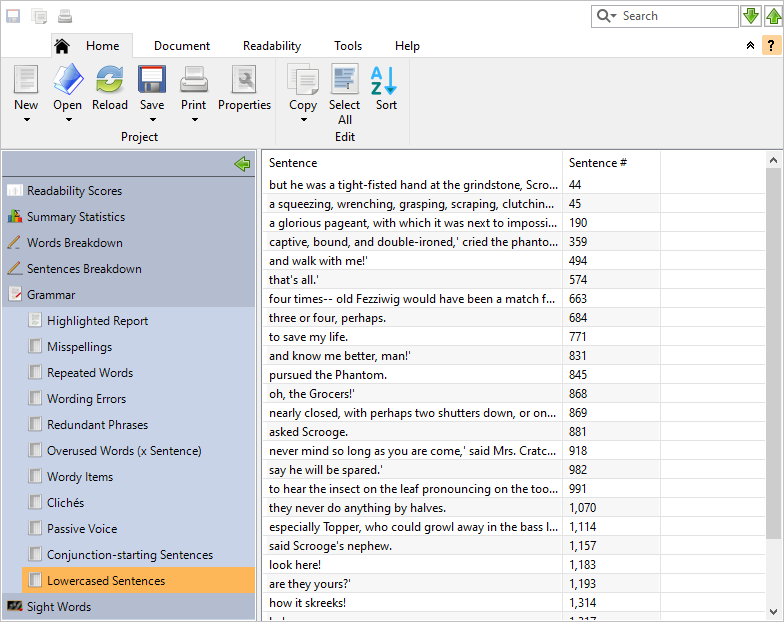 Search
Home Document Readability Tools Help ?
New Open Reload Save Print Properties Copy Select All Sort
Project Edit
Readability Scores
Summary Statistics
Words Breakdown
Sentences Breakdown
Grammar
Highlighted Report
Misspellings
Repeated Words
Wording Errors
Redundant Phrases
Overused Words (x Sentence)
Wordy Items
Clichés
Passive Voice
Conjunction-starting Sentences
Lowercased Sentences
Sight Words
Sentence Sentence #
but he was a tight-fisted hand at the grindstone, Scro... 44
a squeezing, wrenching, grasping, scraping, clutchin... 45
a glorious pageant, with which it was next to impossi... 190
captive, bound, and double-ironed,' cried the phanto... 359
and walk with me!' 494
that's all.' 574
four times-- old Fezziwig would have been a match f... 663
three or four, perhaps. 684
to save my life. 771
and know me better, man!' 831
pursued the Phantom. 845
oh, the Grocers!' 868
nearly closed, with perhaps two shutters down, or on... 869
asked Scrooge. 881
never mind so long as you are come,' said Mrs. Cratc... 918
say he will be spared.' 982
to hear the insect on the leaf pronouncing on the too... 991
they never do anything by halves. 1,070
especially Topper, who could growl away in the bass l... 1,114
said Scrooge's nephew. 1,157
look here! 1,183
are they yours?' 1,193
how it skreeks! 1,314